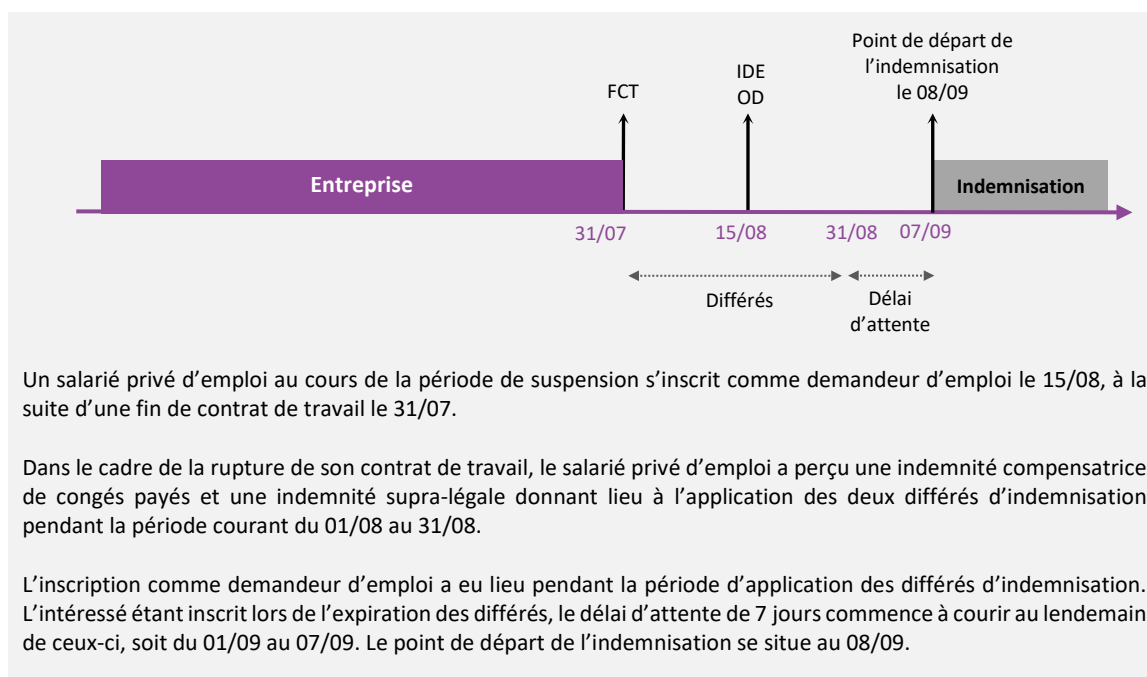 Point de départ de
l’indemnisation
le 08/09
IDE
OD
FCT
Entreprise
Indemnisation
31/07
15/08
31/08
07/09
Différés
Délai
d’attente
Un salarié privé d’emploi au cours de la période de suspension s’inscrit comme demandeur d’emploi le 15/08, à la
suite d’une fin de contrat de travail le 31/07.
Dans le cadre de la rupture de son contrat de travail, le salarié privé d’emploi a perçu une indemnité compensatrice
de congés payés et une indemnité supra-légale donnant lieu à l’application des deux différés d’indemnisation
pendant la période courant du 01/08 au 31/08.
L’inscription comme demandeur d’emploi a eu lieu pendant la période d’application des différés d’indemnisation.
L’intéressé étant inscrit lors de l’expiration des différés, le délai d’attente de 7 jours commence à courir au lendemain
de ceux-ci, soit du 01/09 au 07/09. Le point de départ de l’indemnisation se situe au 08/09.